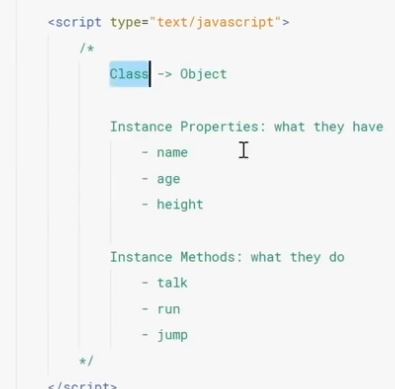 <script type="text/javascript">
/*
Class -> Object
Instance Properties: what they have
- name
- age
- height
Instance Methods: what they do
- talk
- run
- jump
*/
</script>